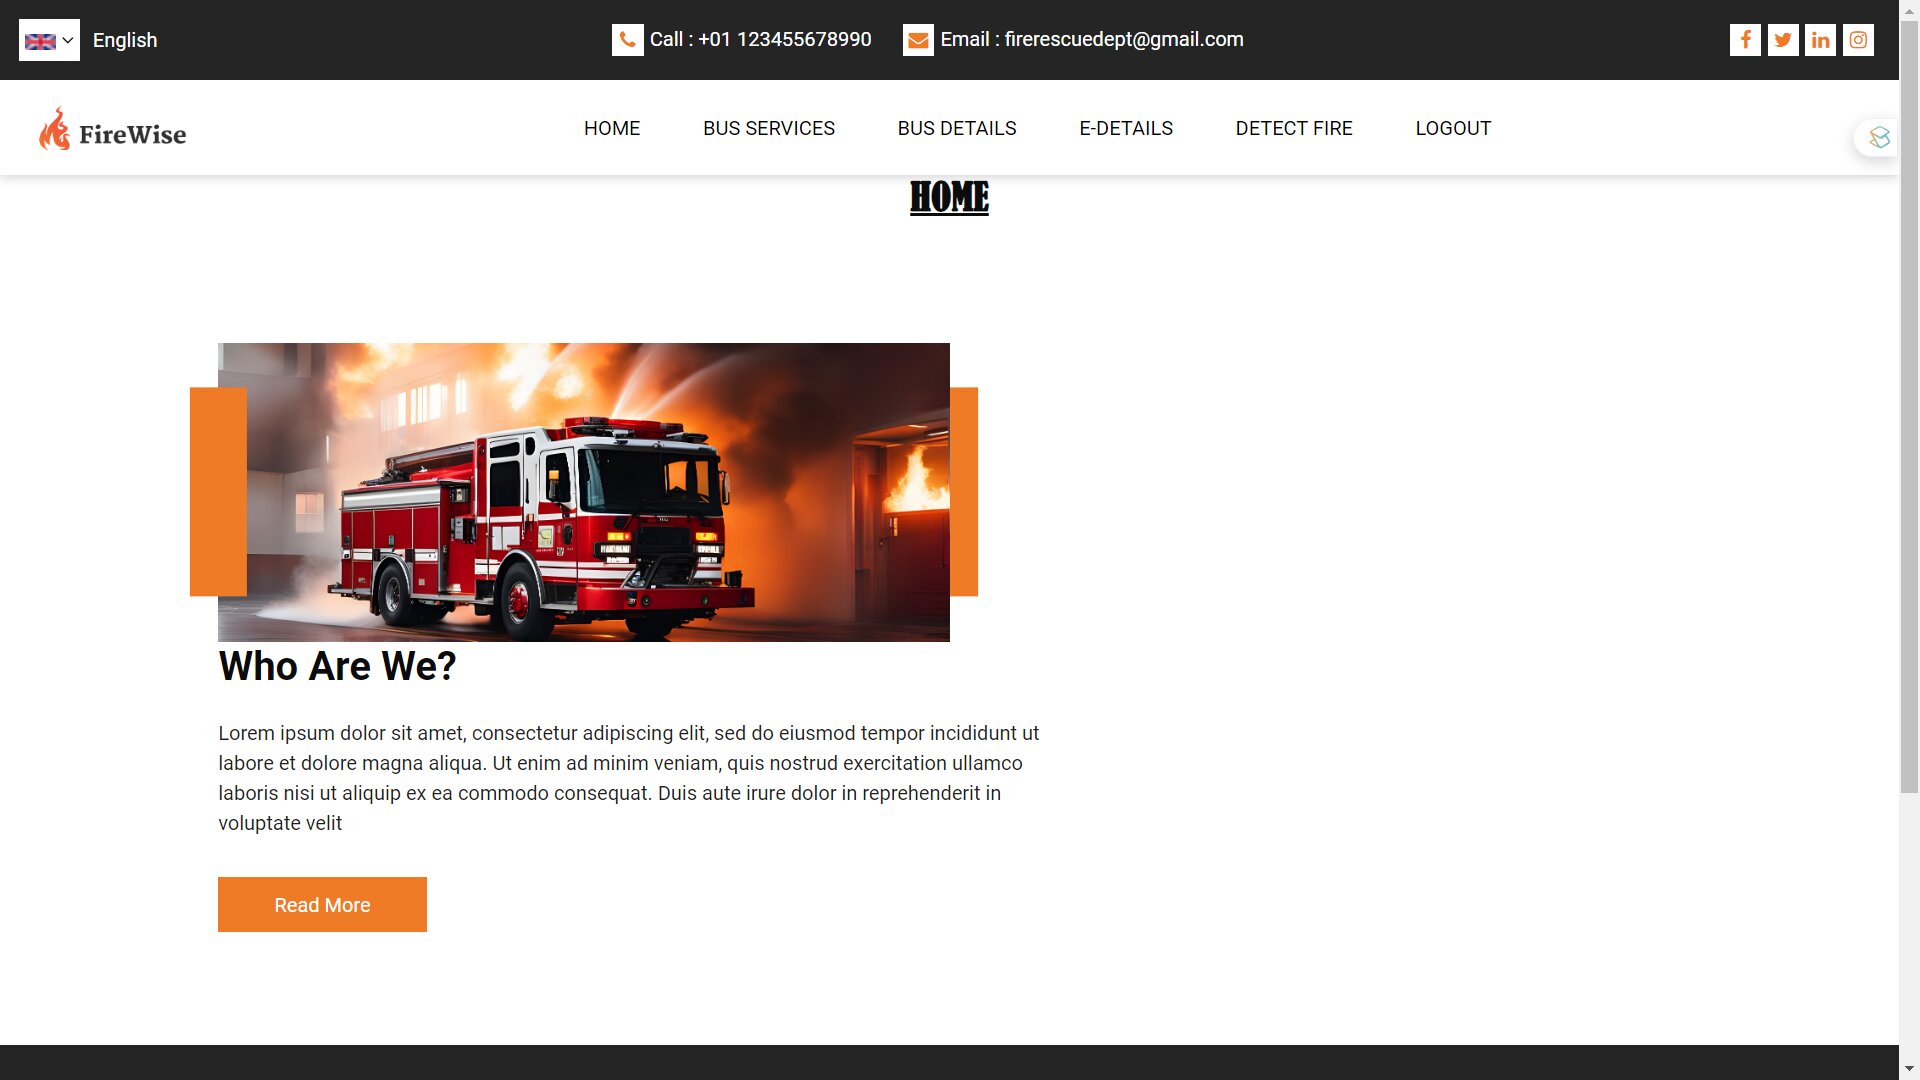 English
Call : +01 123455678990
Email : firerescuedept@gmail.com
FireWise
HOME
BUS SERVICES
BUS DETAILS
E-DETAILS
DETECT FIRE
LOGOUT
HOME
Who Are We?
Lorem ipsum dolor sit amet, consectetur adipiscing elit, sed do eiusmod tempor incididunt ut
labore et dolore magna aliqua. Ut enim ad minim veniam, quis nostrud exercitation ullamco
laboris nisi ut aliquip ex ea commodo consequat. Duis aute irure dolor in reprehenderit in
voluptate velit
Read More